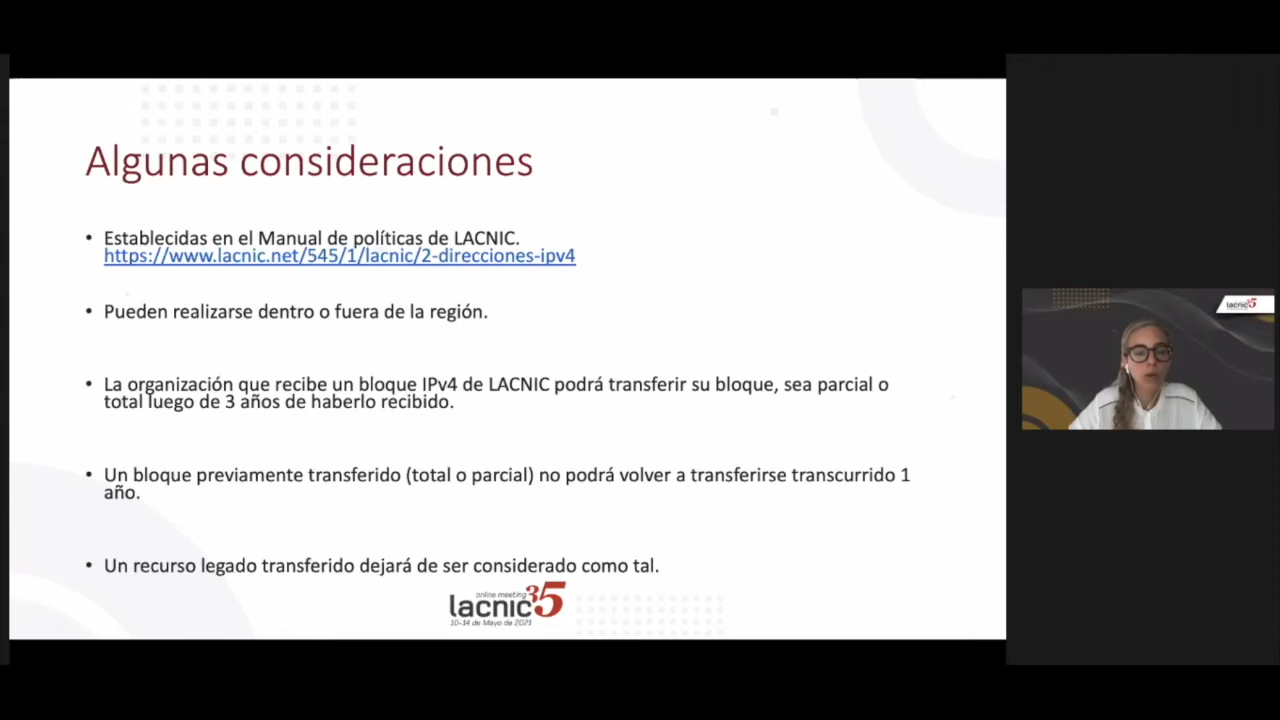 Algunas consideraciones
• Establecidas en el Manual de políticas de LACNIC.
https://www.lacnic.net/545/1/lacnic/2-direcciones-ipv4
• Pueden realizarse dentro o fuera de la región.
• La organización que recibe un bloque IPv4 de LACNIC podrá transferir su bloque, sea parcial o
total luego de 3 años de haberlo recibido.
• Un bloque previamente transferido (total o parcial) no podrá volver a transferirse transcurrido 1
año.
• Un recurso legado transferido dejará de ser considerado como tal.
online meeting
lacnic35
10-14 de Mayo de 2021
lacnic35